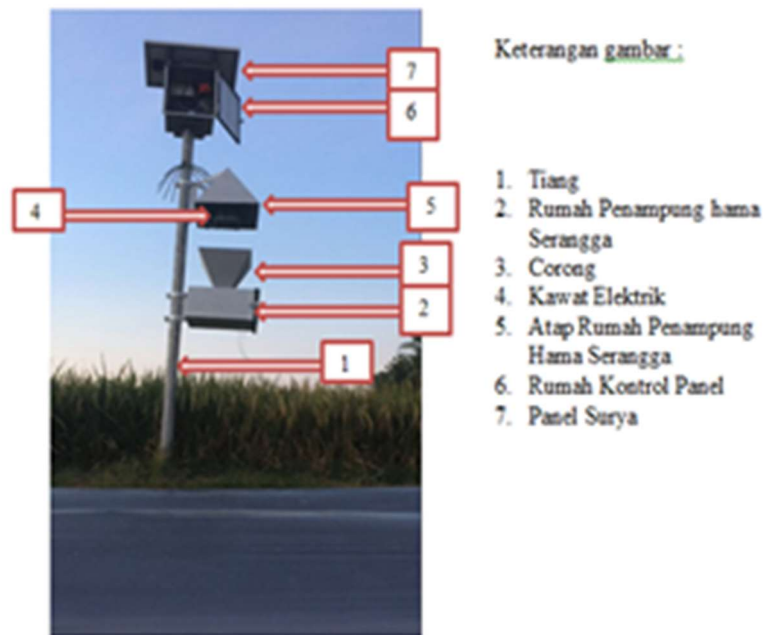 7
6
5
4
3
2
1
Keterangan gambar :
1. Tiang
2. Rumah Penampung hama
Serangga
3. Corong
4. Kawat Elektrik
5. Atap Rumah Penampung
Hama Serangga
6. Rumah Kontrol Panel
7. Panel Surya